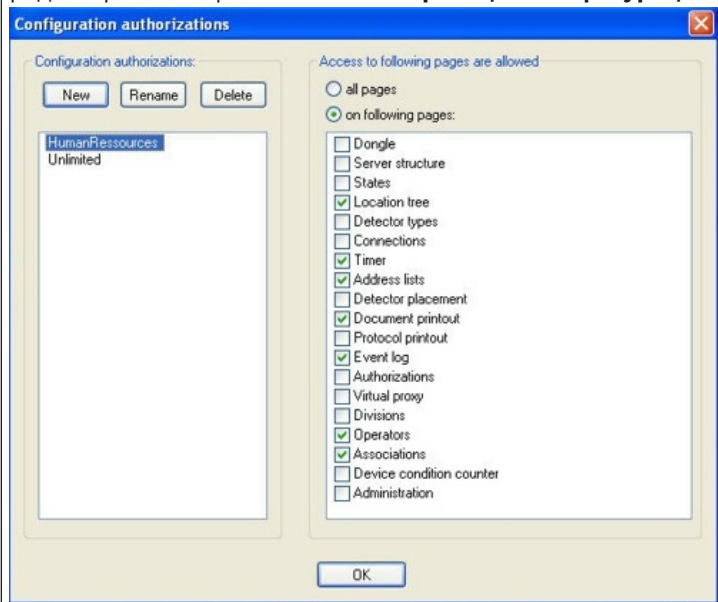 Configuration authorizations
Configuration authorizations:
New Rename Delete
HumanRessources
Unlimited
Access to following pages are allowed
all pages
on following pages:
Dongle
Server structure
States
Location tree
Detector types
Connections
Timer
Address lists
Detector placement
Document printout
Protocol printout
Event log
Authorizations
Virtual proxy
Divisions
Operators
Associations
Device condition counter
Administration
OK